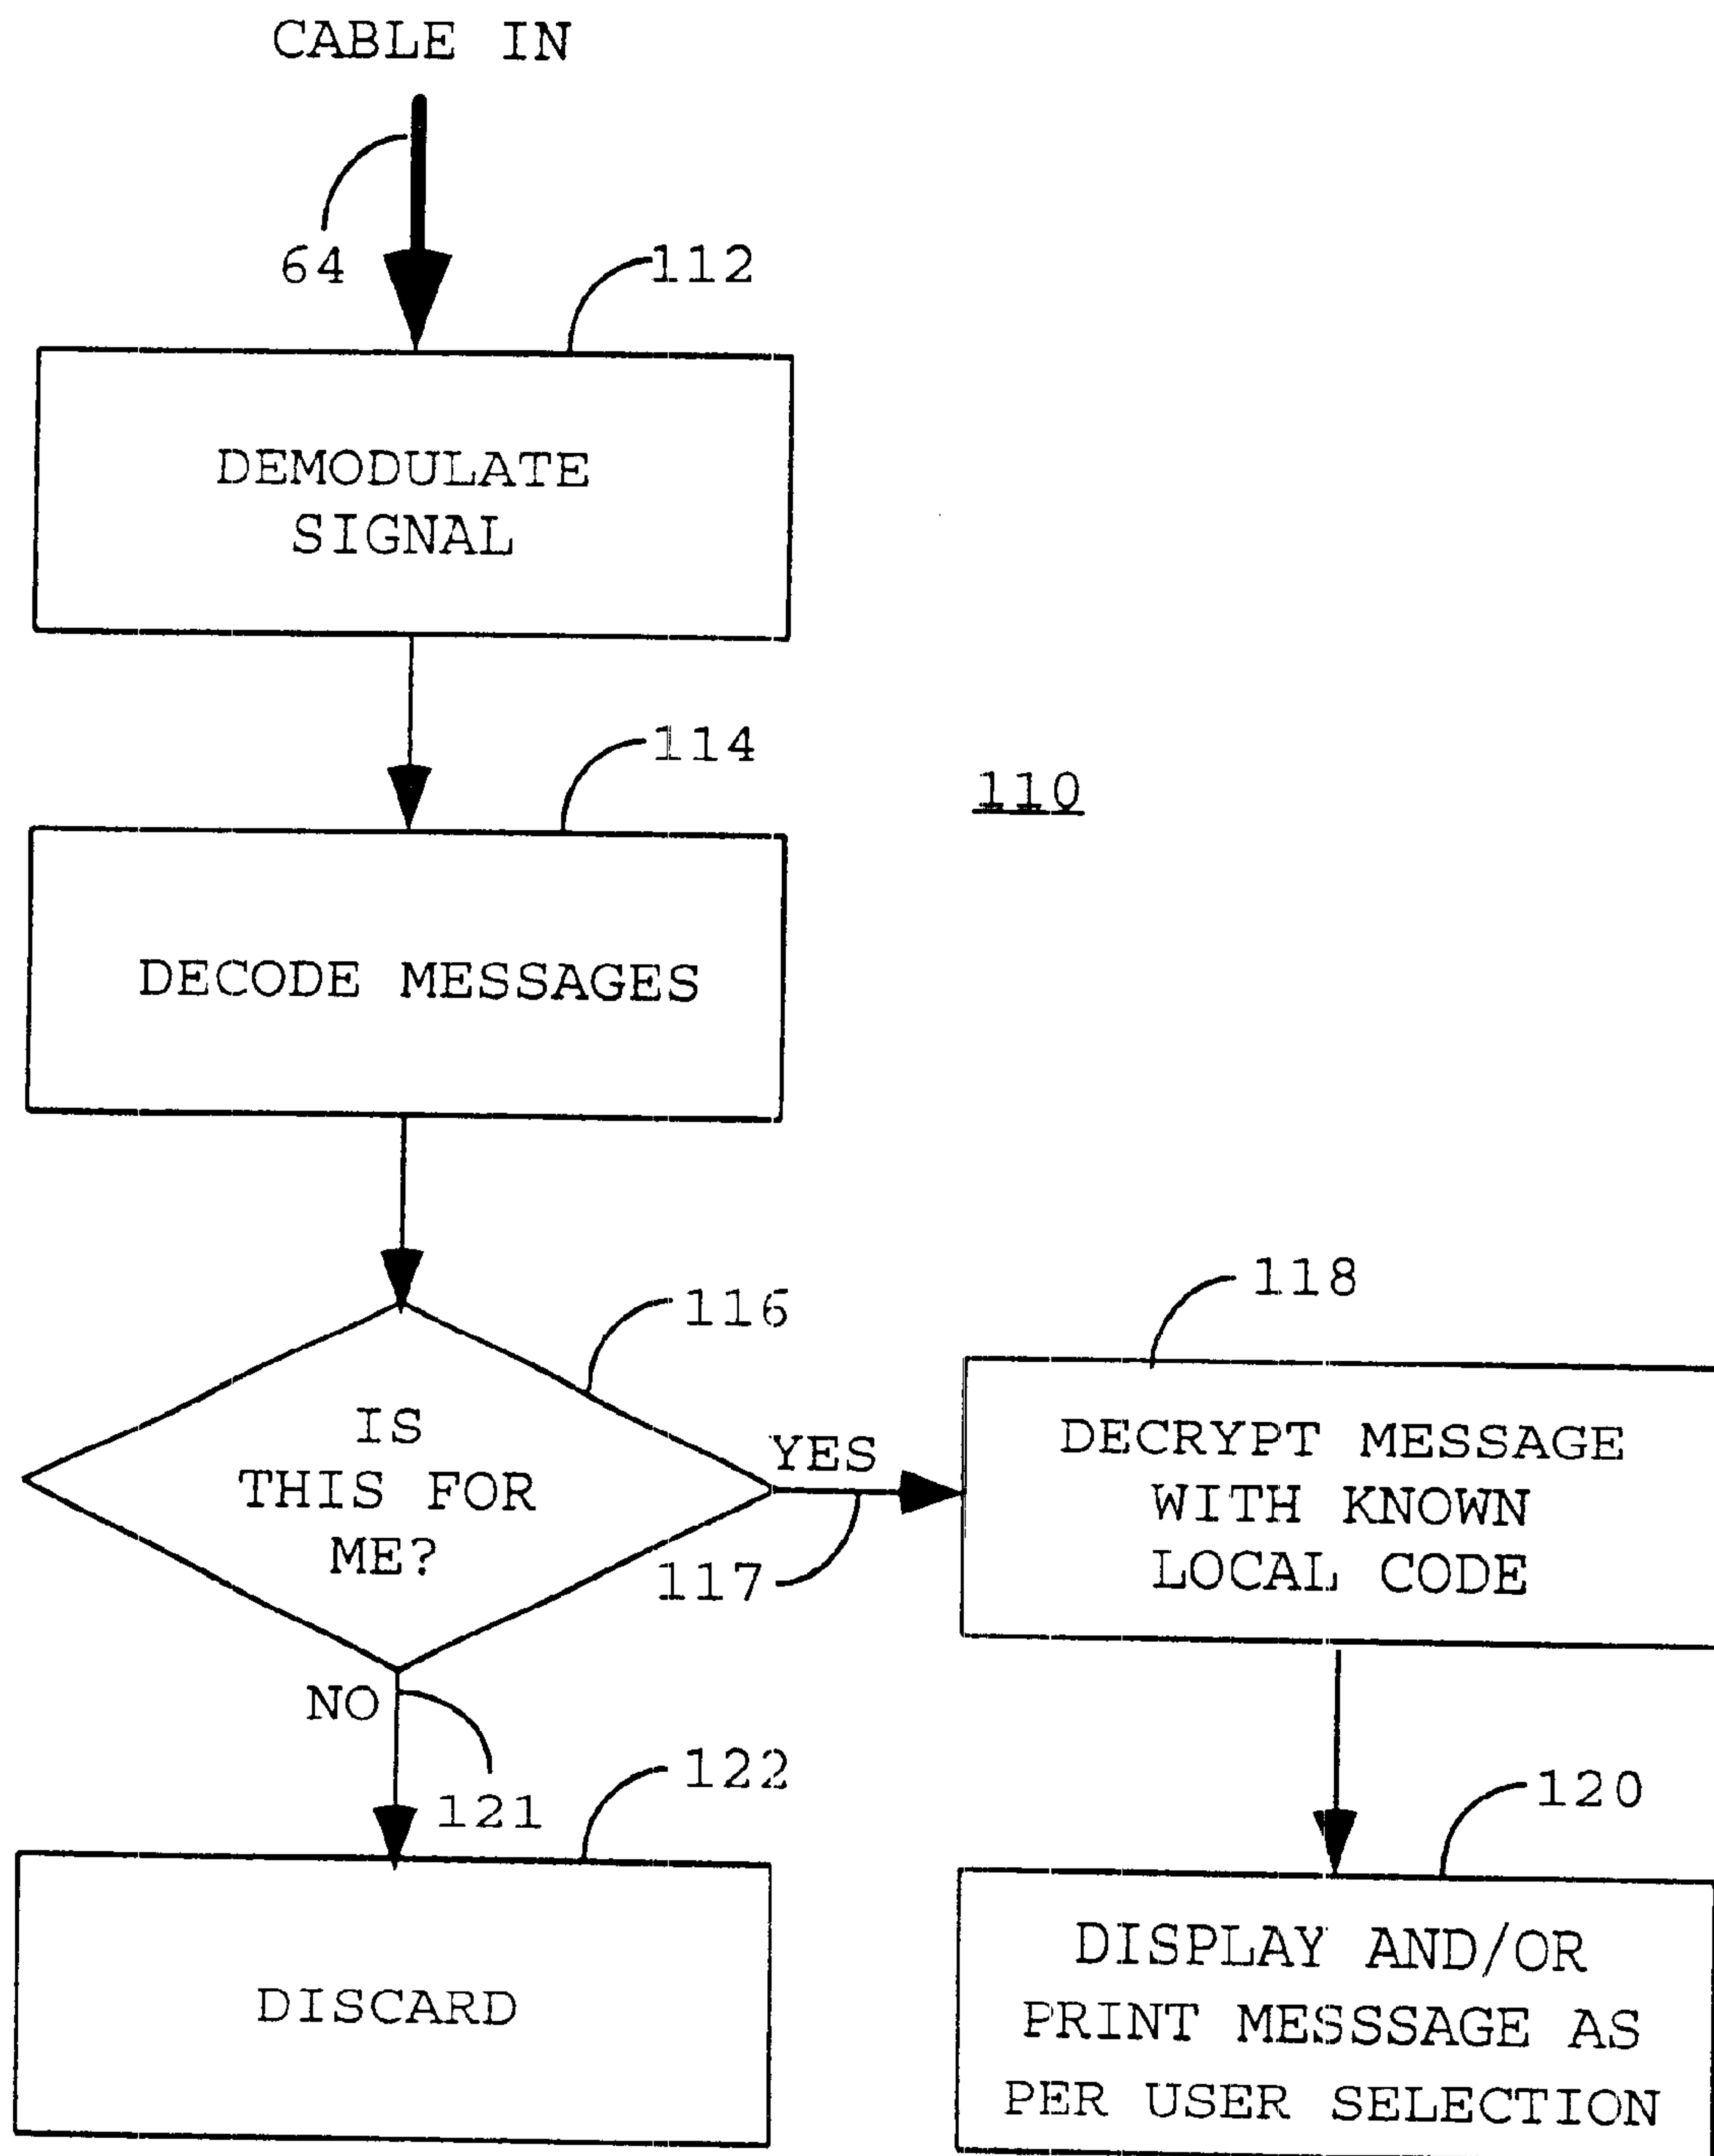 CABLE IN
64
112
DEMODULATE
SIGNAL
114
110
DECODE MESSAGES
116
118
IS
THIS FOR
ME?
YES
117
DECRYPT MESSAGE
WITH KNOWN
LOCAL CODE
NO
121
122
120
DISCARD
DISPLAY AND/OR
PRINT MESSSAGE AS
PER USER SELECTION